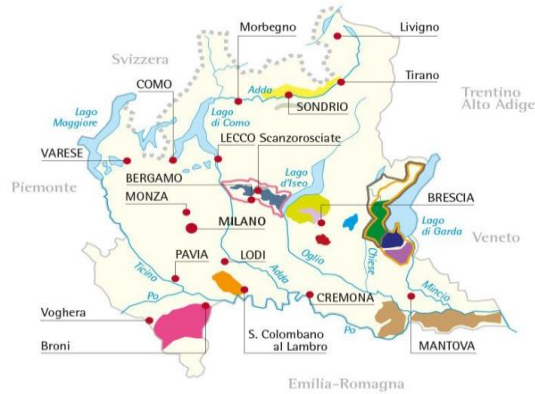 Morbegno
Livigno
Svizzera
Tirano
COMO
Adda
SONDRIO
Trentino
Alto Adige
Lago
Maggiore
Lago
di Como
LECCO
Scanzorosciate
VARESE
Lago
d'Iseo
BERGAMO
BRESCIA
Piemonte
MONZA
MILANO
Lago
di Garda
Veneto
PAVIA
LODI
Ticino
Adda
Oglio
Chiese
Mincio
Po
CREMONA
Voghera
Po
S. Colombano
al Lambro
MANTOVA
Broni
Emilia-Romagna